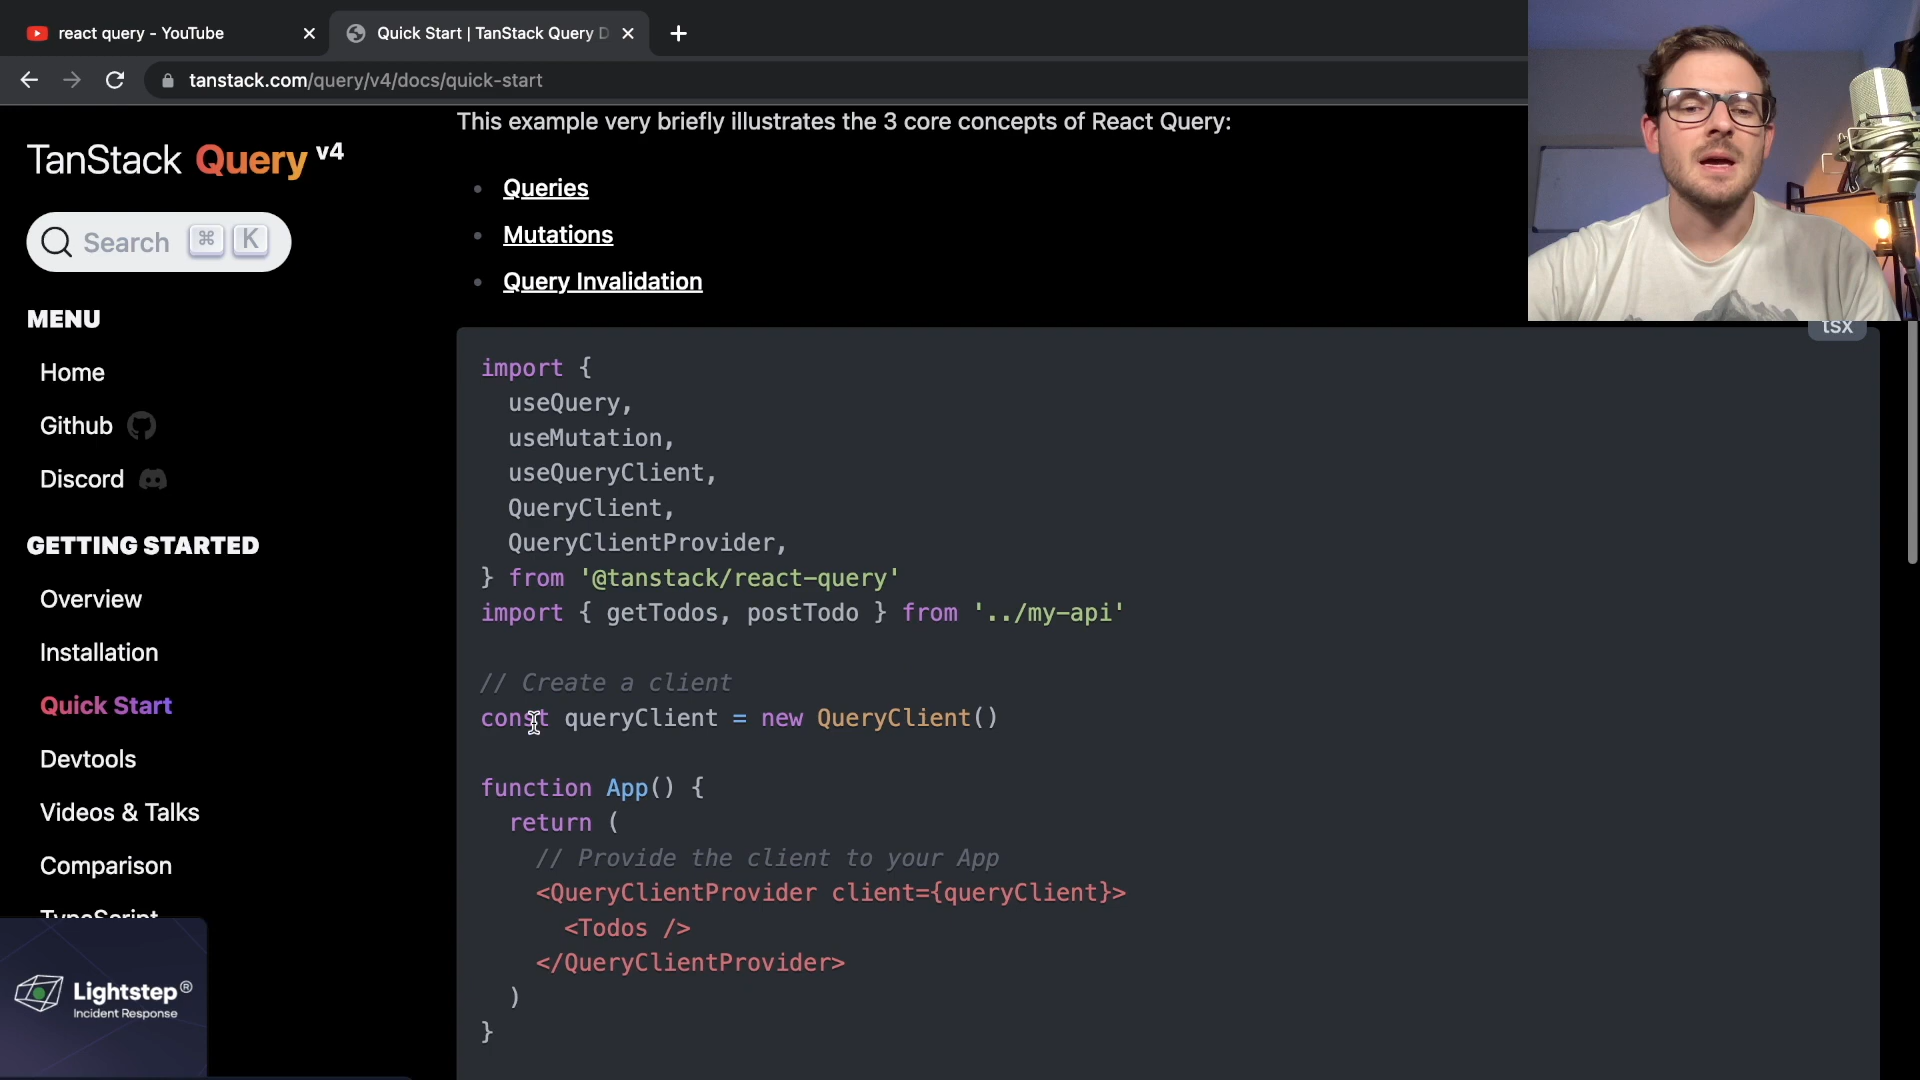 react query - YouTube
Quick Start | TanStack Query D
tanstack.com/query/v4/docs/quick-start
TanStack Query v4
Search ⌘ K
MENU
Home
Github
Discord
GETTING STARTED
Overview
Installation
Quick Start
Devtools
Videos & Talks
Comparison
TypeScript
Lightstep®
Incident Response
This example very briefly illustrates the 3 core concepts of React Query:
• Queries
• Mutations
• Query Invalidation
tsx
import {
  useQuery,
  useMutation,
  useQueryClient,
  QueryClient,
  QueryClientProvider,
} from '@tanstack/react-query'
import { getTodos, postTodo } from '../my-api'
// Create a client
const queryClient = new QueryClient()
function App() {
  return (
    // Provide the client to your App
    <QueryClientProvider client={queryClient}>
      <Todos />
    </QueryClientProvider>
  )
}